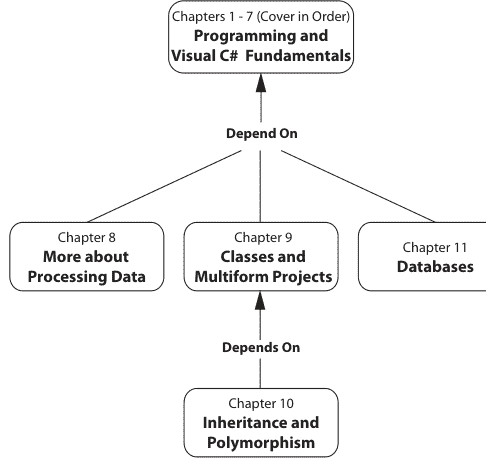 Chapters 1 - 7 (Cover in Order)
Programming and
Visual C# Fundamentals
Depend On
Chapter 8
More about
Processing Data
Chapter 9
Classes and
Multiform Projects
Chapter 11
Databases
Depends On
Chapter 10
Inheritance and
Polymorphism